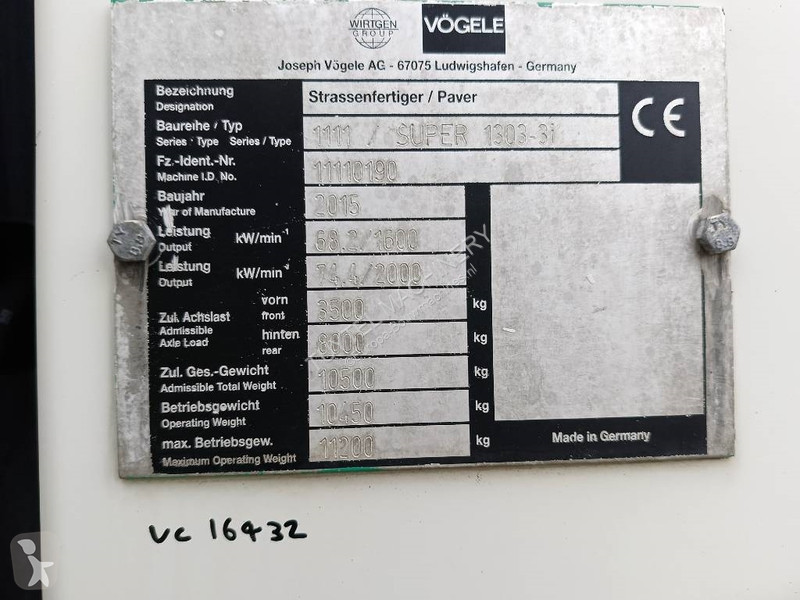 WIRTGEN
GROUP
VÖGELE
Joseph Vögele AG - 67075 Ludwigshafen - Germany
Bezeichnung
Designation
Strassenfertiger / Paver
Baureihe / Typ
Series · Type Series / Type
1111 / SUPER 1303-3i
Fz.-Ident.-Nr.
Machine I.D. No.
11110190
CE
Baujahr
Year of Manufacture
2015
Leistung
Output
kW/min⁻¹
68.2/1600
Leistung
Output
kW/min⁻¹
74.4/2000
Zul. Achslast
Admissible
Axle Load
vorn
front
3500
kg
hinten
rear
kg
Zul. Ges.-Gewicht
Admissible Total Weight
10500
kg
Betriebsgewicht
Operating Weight
10450
kg
max. Betriebsgew.
Maximum Operating Weight
11200
kg
Made in Germany
VC 16432